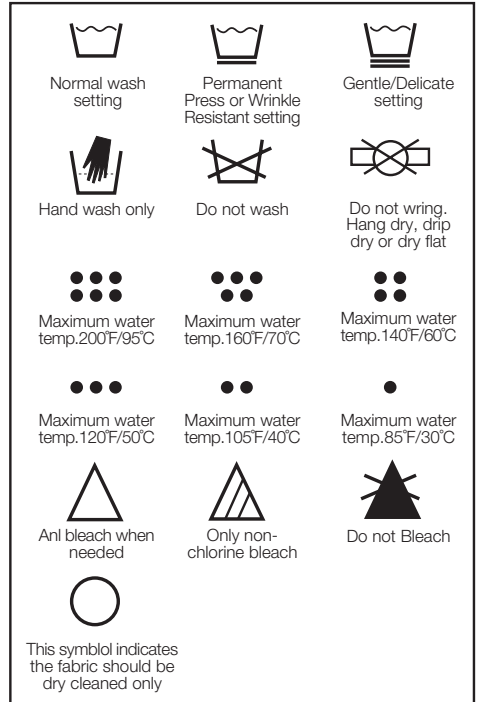 Normal wash
setting
Permanent
Press or Wrinkle
Resistant setting
Gentle/Delicate
setting
Hand wash only
Do not wash
Do not wring.
Hang dry, drip
dry or dry flat
Maximum water
temp.200°F/95°C
Maximum water
temp.160°F/70°C
Maximum water
temp.140°F/60°C
Maximum water
temp.120°F/50°C
Maximum water
temp.105°F/40°C
Maximum water
temp.85°F/30°C
Anl bleach when
needed
Only non-
chlorine bleach
Do not Bleach
This symblol indicates
the fabric should be
dry cleaned only